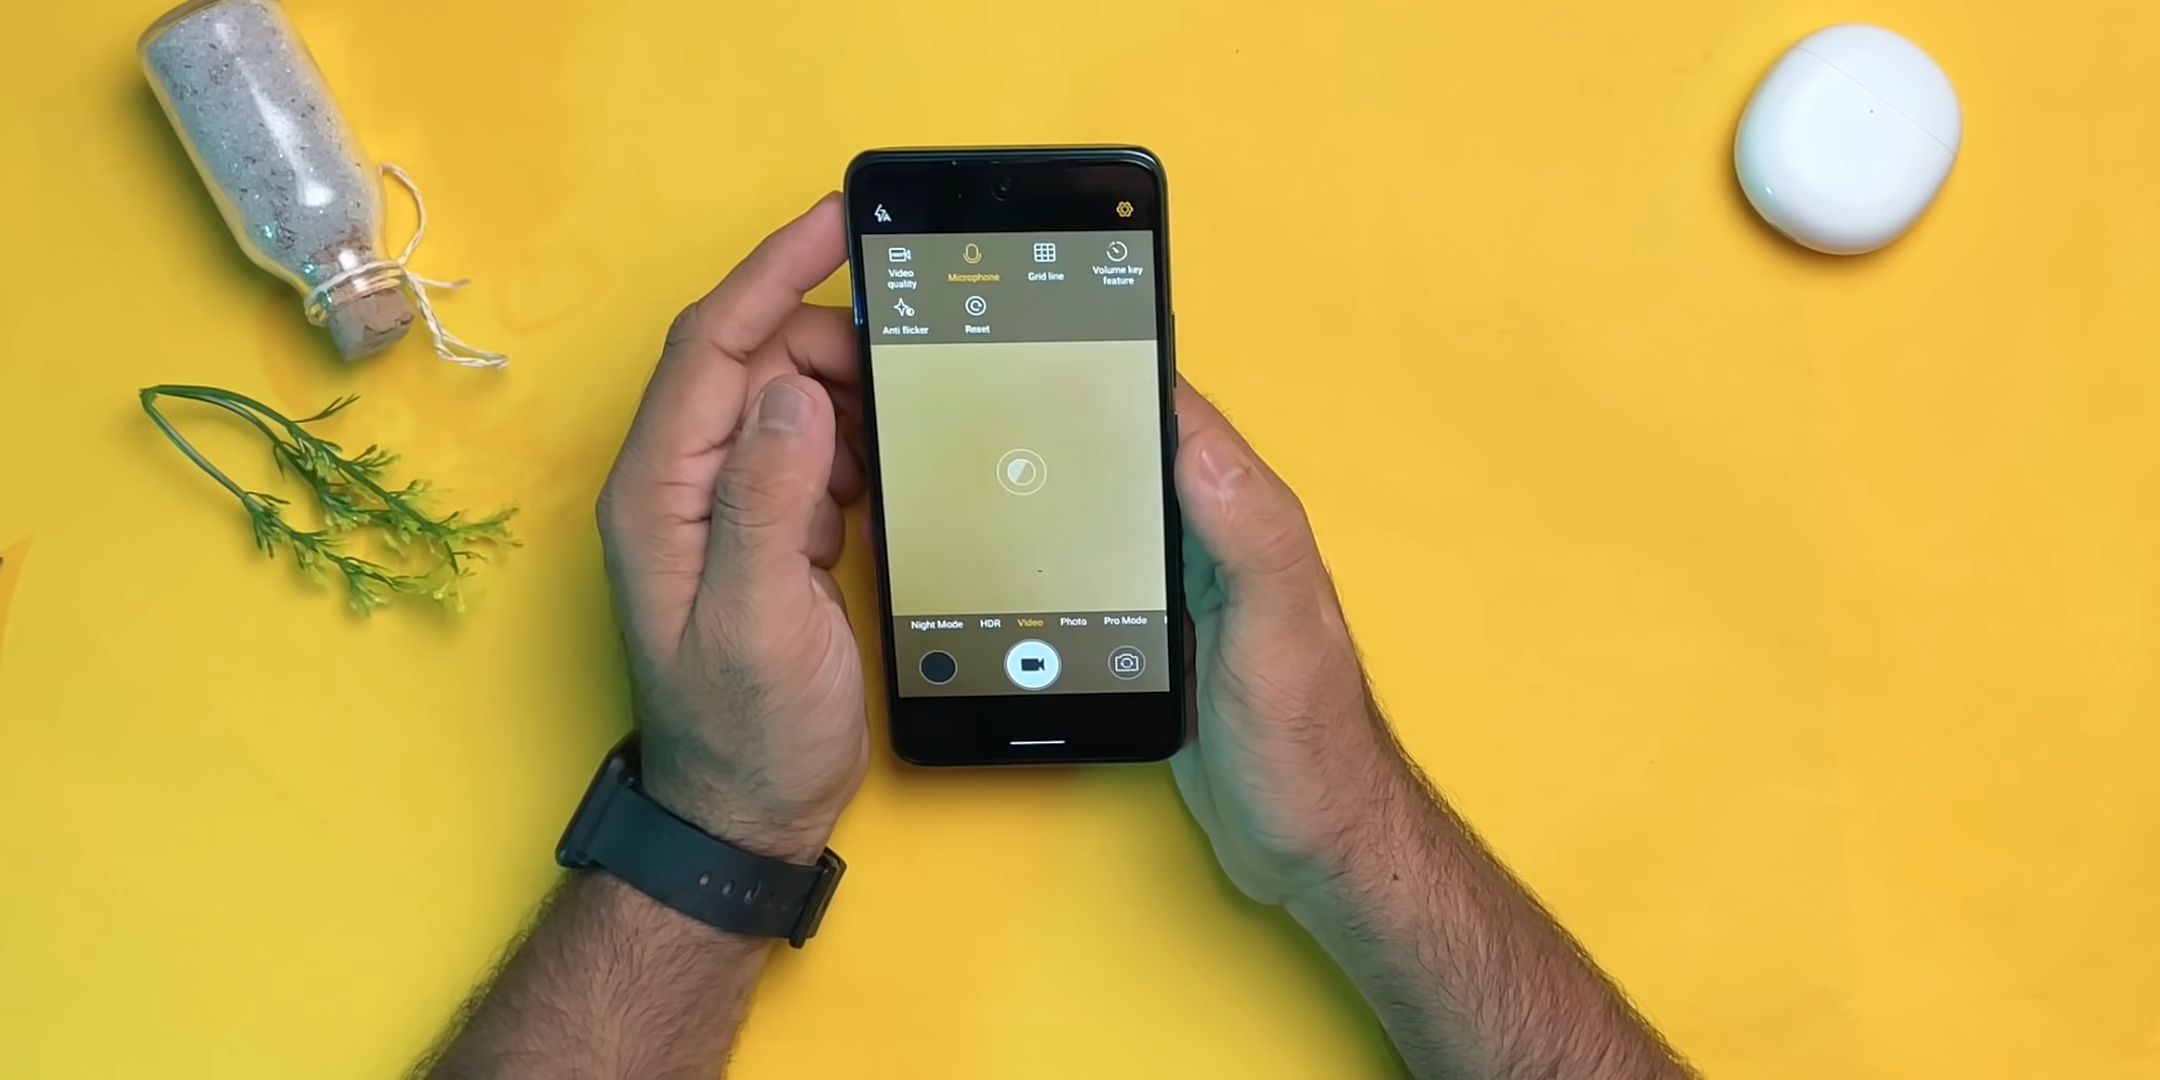 Video quality
Microphone
Grid line
Volume key feature
Anti flicker
Reset
Night Mode
HDR
Video
Photo
Pro Mode